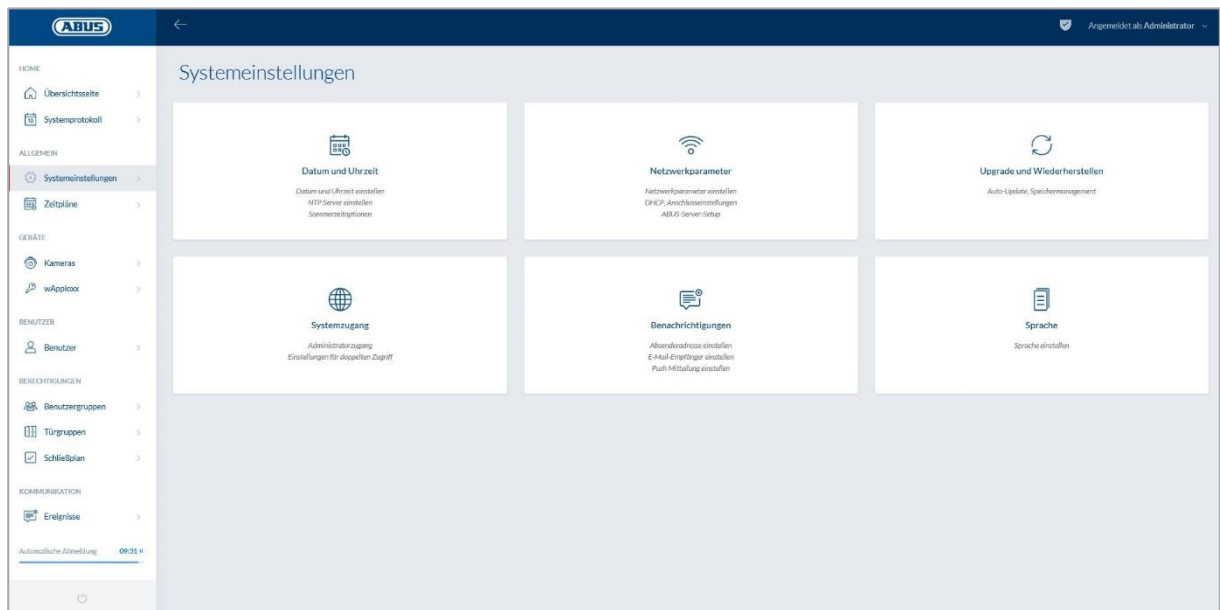 ABUS
Angemeldet als Administrator
HOME
Übersichtsseite
Systemprotokoll
ALLGEMEIN
Systemeinstellungen
Zeitpläne
GERÄTE
Kameras
wApploxx
BENUTZER
Benutzer
BERECHTIGUNGEN
Benutzergruppen
Türgruppen
Schließplan
KOMMUNIKATION
Ereignisse
Automatische Abmeldung 09:31
Systemeinstellungen
Datum und Uhrzeit
Datum und Uhrzeit einstellen
NTP Server einstellen
Sommerzeitoptionen
Netzwerkparameter
Netzwerkparameter einstellen
DHCP, Anschlusseinstellungen
ABUS-Server-Setup
Upgrade und Wiederherstellen
Auto-Update, Speichermanagement
Systemzugang
Administratorzugang
Einstellungen für doppelten Zugriff
Benachrichtigungen
Absenderadresse einstellen
E-Mail-Empfänger einstellen
Push Mitteilung einstellen
Sprache
Sprache einstellen